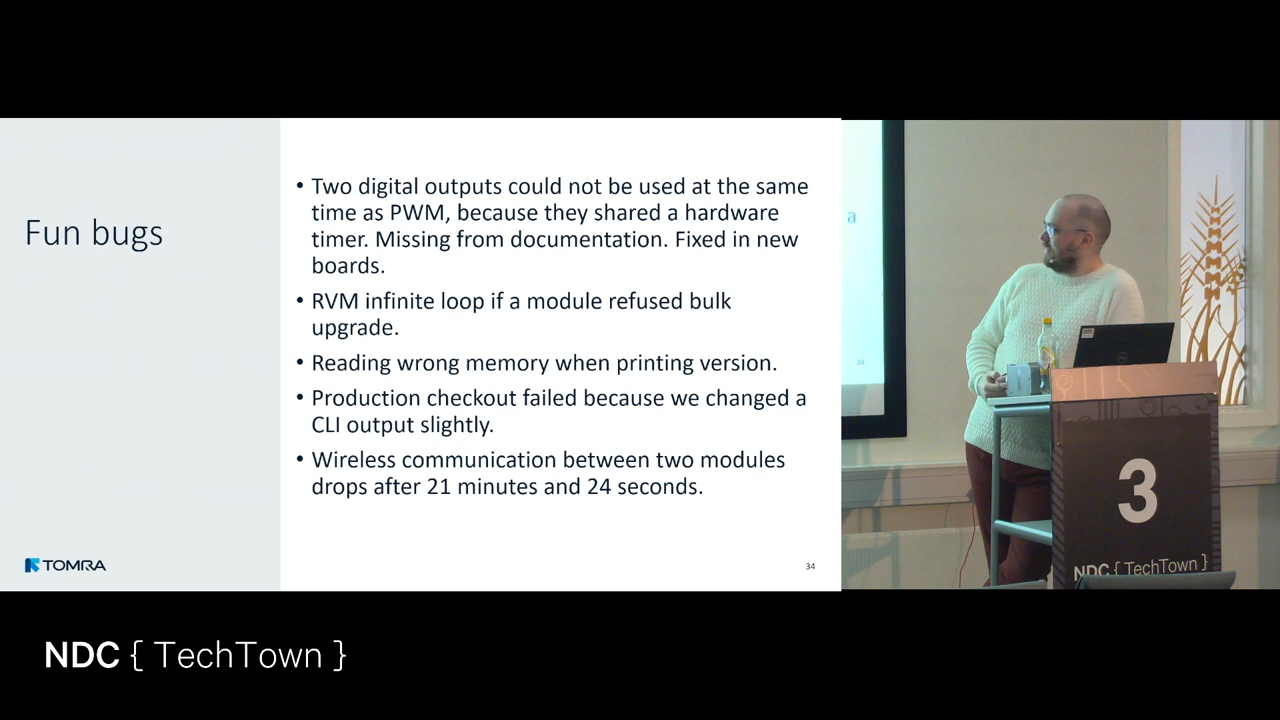 Fun bugs
• Two digital outputs could not be used at the same
time as PWM, because they shared a hardware
timer. Missing from documentation. Fixed in new
boards.
• RVM infinite loop if a module refused bulk
upgrade.
• Reading wrong memory when printing version.
• Production checkout failed because we changed a
CLI output slightly.
• Wireless communication between two modules
drops after 21 minutes and 24 seconds.
TOMRA
34
a
34
3
NDC { TechTown }
NDC { TechTown }